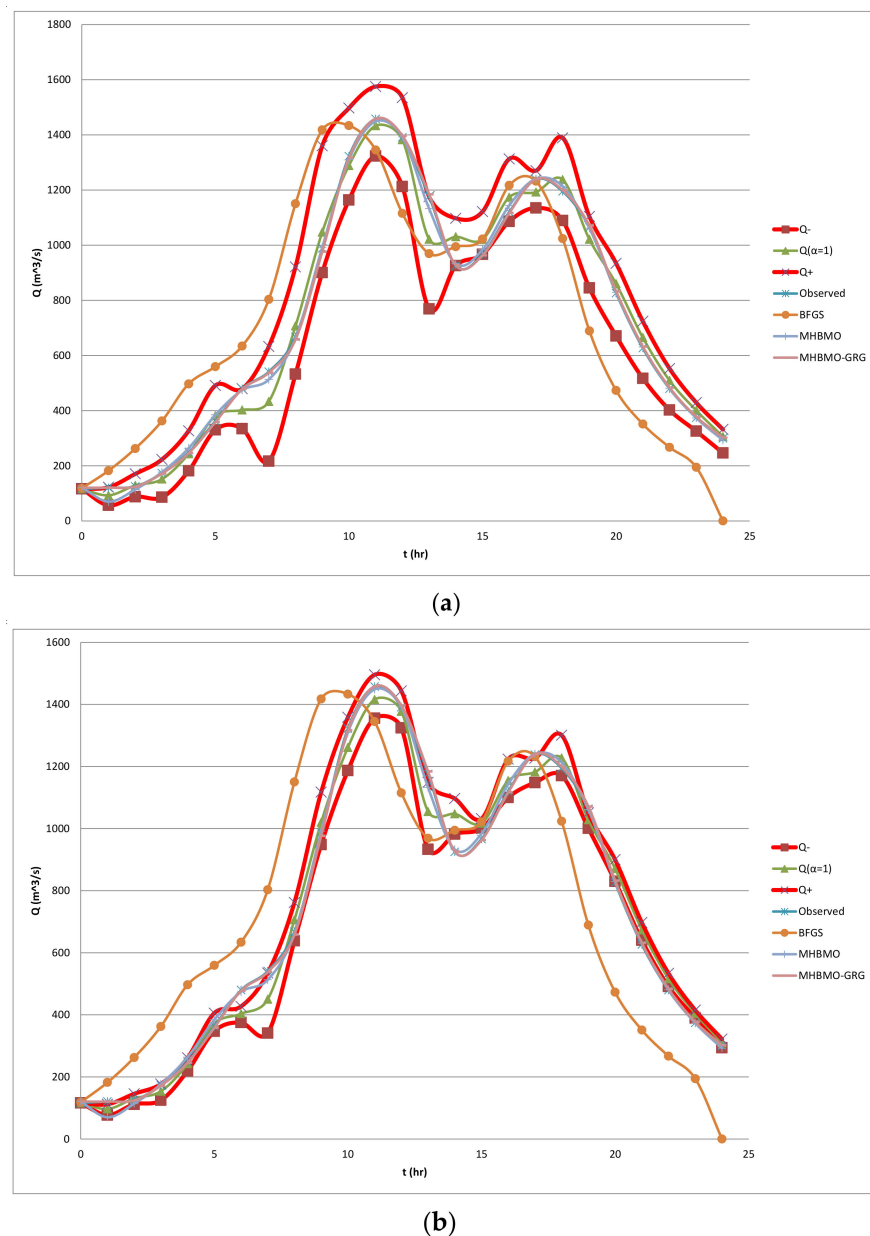 1800
1600
1400
1200
1000
800
600
400
200
0
Q (m^3/s)
0 5 10 15 20 25
t (hr)
Q-
Q(α=1)
Q+
Observed
BFGS
MHBMO
MHBMO-GRG
(a)
1600
1400
1200
1000
800
600
400
200
0
Q (m^3/s)
0 5 10 15 20 25
t (hr)
Q-
Q(α=1)
Q+
Observed
BFGS
MHBMO
MHBMO-GRG
(b)